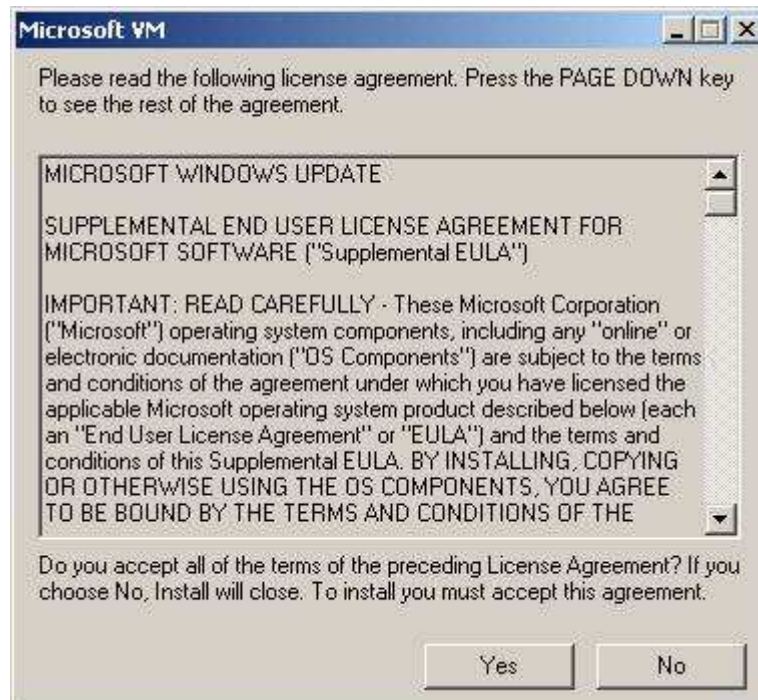 Microsoft VM
Please read the following license agreement. Press the PAGE DOWN key
to see the rest of the agreement.
MICROSOFT WINDOWS UPDATE
SUPPLEMENTAL END USER LICENSE AGREEMENT FOR
MICROSOFT SOFTWARE ("Supplemental EULA")
IMPORTANT: READ CAREFULLY - These Microsoft Corporation
("Microsoft") operating system components, including any "online" or
electronic documentation ("OS Components") are subject to the terms
and conditions of the agreement under which you have licensed the
applicable Microsoft operating system product described below (each
an "End User License Agreement" or "EULA") and the terms and
conditions of this Supplemental EULA. BY INSTALLING, COPYING
OR OTHERWISE USING THE OS COMPONENTS, YOU AGREE
TO BE BOUND BY THE TERMS AND CONDITIONS OF THE
Do you accept all of the terms of the preceding License Agreement? If you
choose No, Install will close. To install you must accept this agreement.
Yes
No